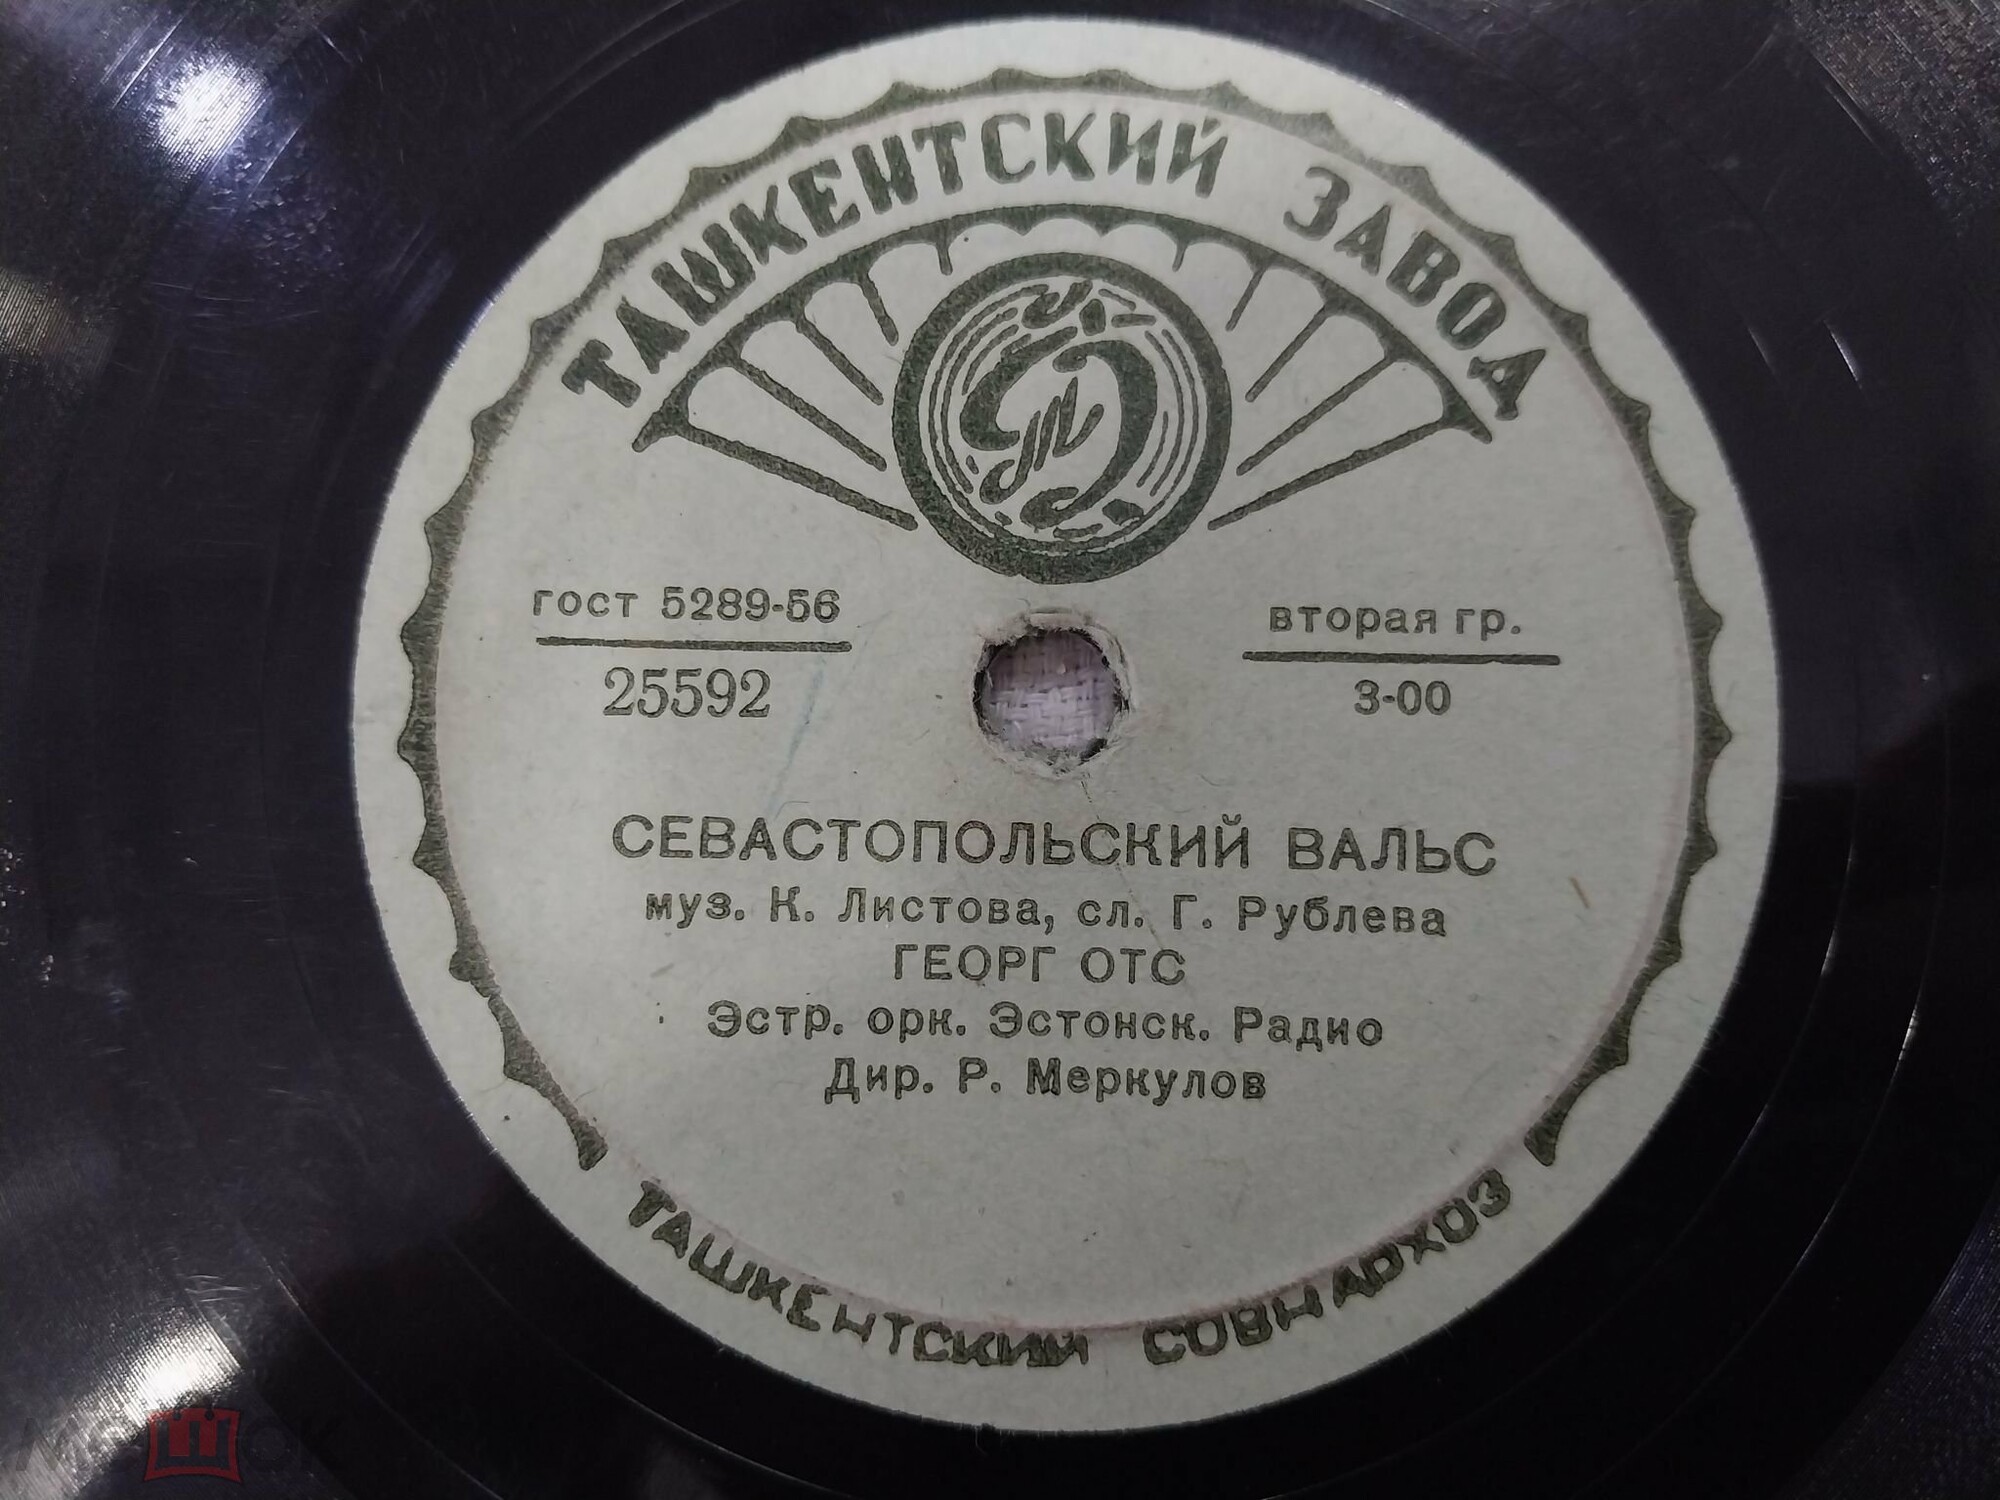 ТАШКЕНТСКИЙ ЗАВОД
гост 5289-56
25592
вторая гр.
3-00
СЕВАСТОПОЛЬСКИЙ ВАЛЬС
муз. К. Листова, сл. Г. Рублева
ГЕОРГ ОТС
Эстр. орк. Эстонск. Радио
Дир. Р. Меркулов
ТАШКЕНТСКИЙ СОВНАРХОЗ
МЕШОК